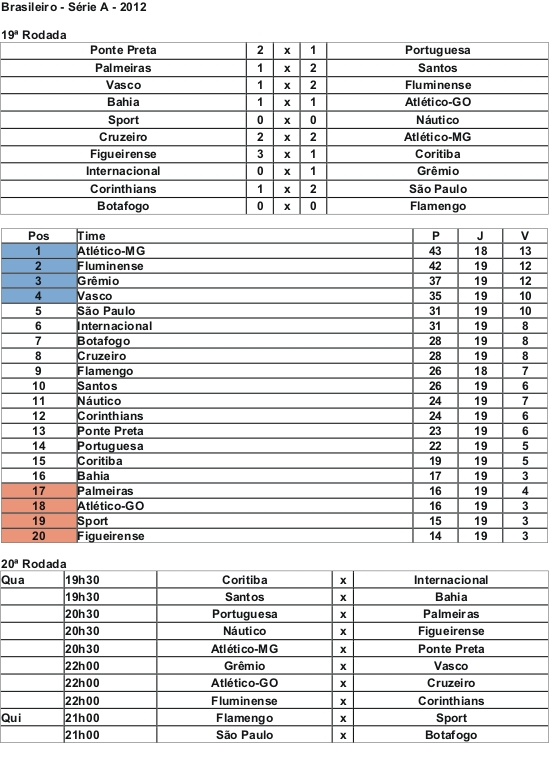 Brasileiro - Série A - 2012
19ª Rodada
Ponte Preta 2 x 1 Portuguesa
Palmeiras 1 x 2 Santos
Vasco 1 x 2 Fluminense
Bahia 1 x 1 Atlético-GO
Sport 0 x 0 Náutico
Cruzeiro 2 x 2 Atlético-MG
Figueirense 3 x 1 Coritiba
Internacional 0 x 1 Grêmio
Corinthians 1 x 2 São Paulo
Botafogo 0 x 0 Flamengo
Pos Time P J V
1 Atlético-MG 43 18 13
2 Fluminense 42 19 12
3 Grêmio 37 19 12
4 Vasco 35 19 10
5 São Paulo 31 19 10
6 Internacional 31 19 8
7 Botafogo 28 19 8
8 Cruzeiro 28 19 8
9 Flamengo 26 18 7
10 Santos 26 19 6
11 Náutico 24 19 7
12 Corinthians 24 19 6
13 Ponte Preta 23 19 6
14 Portuguesa 22 19 5
15 Coritiba 19 19 5
16 Bahia 17 19 3
17 Palmeiras 16 19 4
18 Atlético-GO 16 19 3
19 Sport 15 19 3
20 Figueirense 14 19 3
20ª Rodada
Qua 19h30 Coritiba x Internacional
19h30 Santos x Bahia
20h30 Portuguesa x Palmeiras
20h30 Náutico x Figueirense
20h30 Atlético-MG x Ponte Preta
22h00 Grêmio x Vasco
22h00 Atlético-GO x Cruzeiro
22h00 Fluminense x Corinthians
Qui 21h00 Flamengo x Sport
21h00 São Paulo x Botafogo